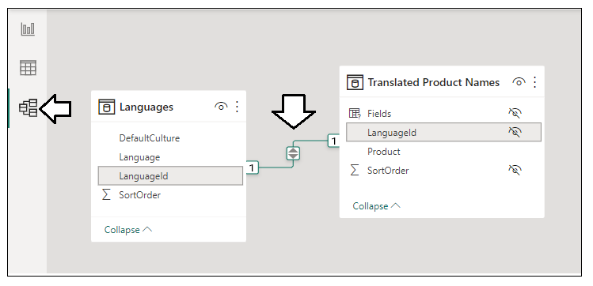 Languages
DefaultCulture
Language
LanguageId
SortOrder
Collapse
1
1
Translated Product Names
Fields
LanguageId
Product
SortOrder
Collapse